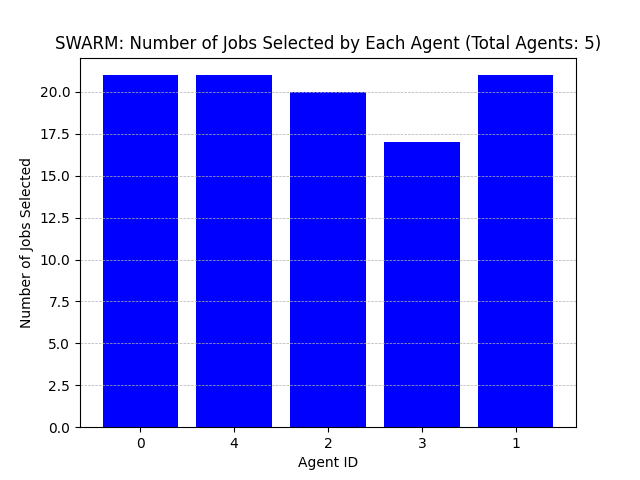 SWARM: Number of Jobs Selected by Each Agent (Total Agents: 5)
Number of Jobs Selected
20.0
17.5
15.0
12.5
10.0
7.5
5.0
2.5
0.0
0 4 2 3 1
Agent ID